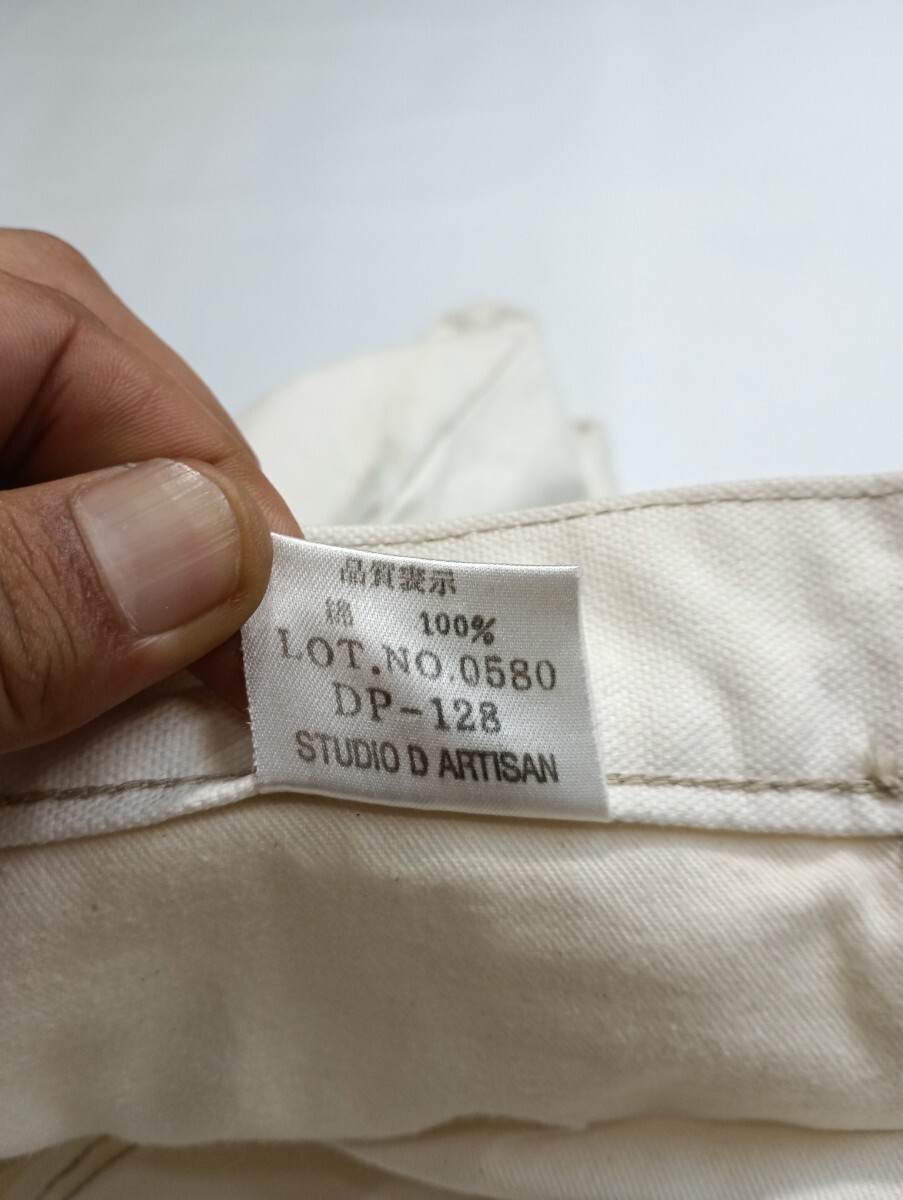 品質表示
綿 100%
LOT.NO.0580
DP-128
STUDIO D ARTISAN